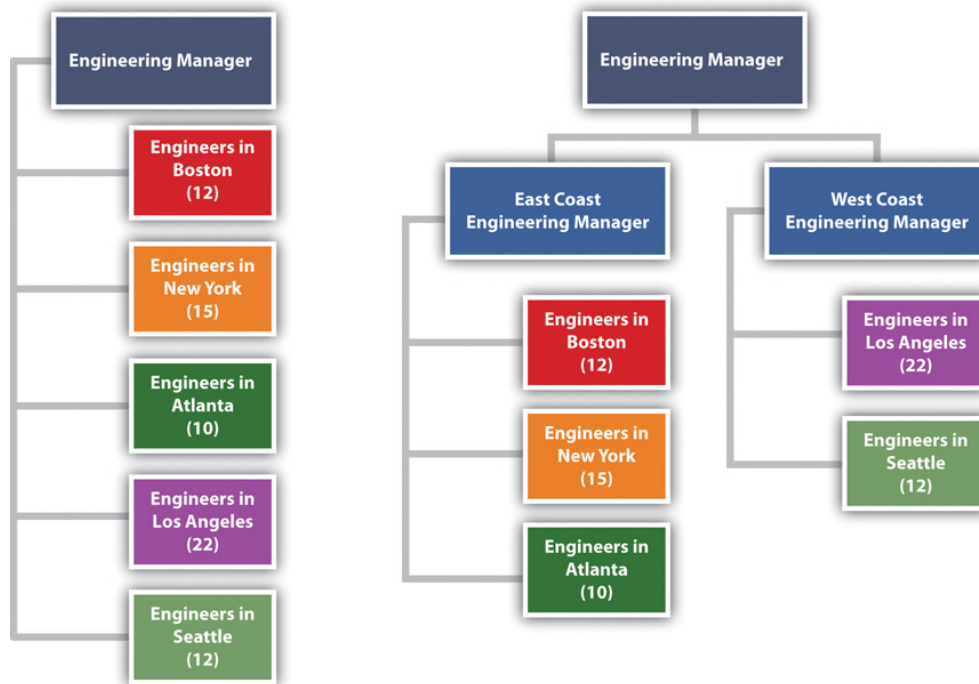 Engineering Manager
Engineers in
Boston
(12)
Engineers in
New York
(15)
Engineers in
Atlanta
(10)
Engineers in
Los Angeles
(22)
Engineers in
Seattle
(12)
Engineering Manager
East Coast
Engineering Manager
Engineers in
Boston
(12)
Engineers in
New York
(15)
Engineers in
Atlanta
(10)
West Coast
Engineering Manager
Engineers in
Los Angeles
(22)
Engineers in
Seattle
(12)